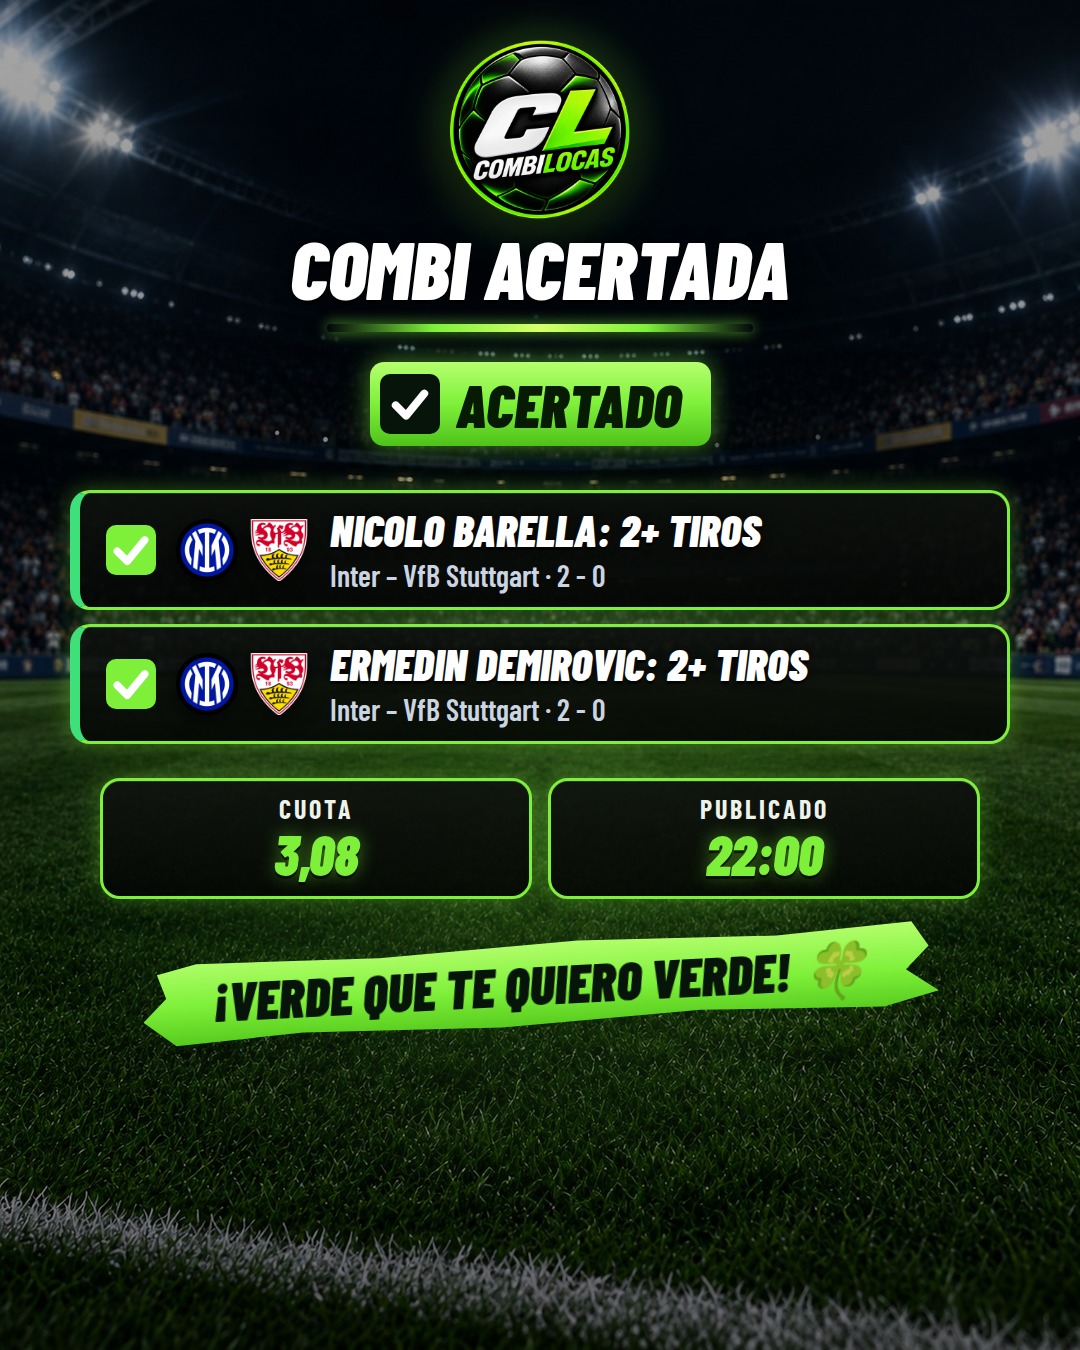 CL
COMBILOCAS
COMBI ACERTADA
ACERTADO
NICOLO BARELLA: 2+ TIROS
Inter – VfB Stuttgart · 2 - 0
ERMEDIN DEMIROVIC: 2+ TIROS
Inter – VfB Stuttgart · 2 - 0
CUOTA
3,08
PUBLICADO
22:00
¡VERDE QUE TE QUIERO VERDE!